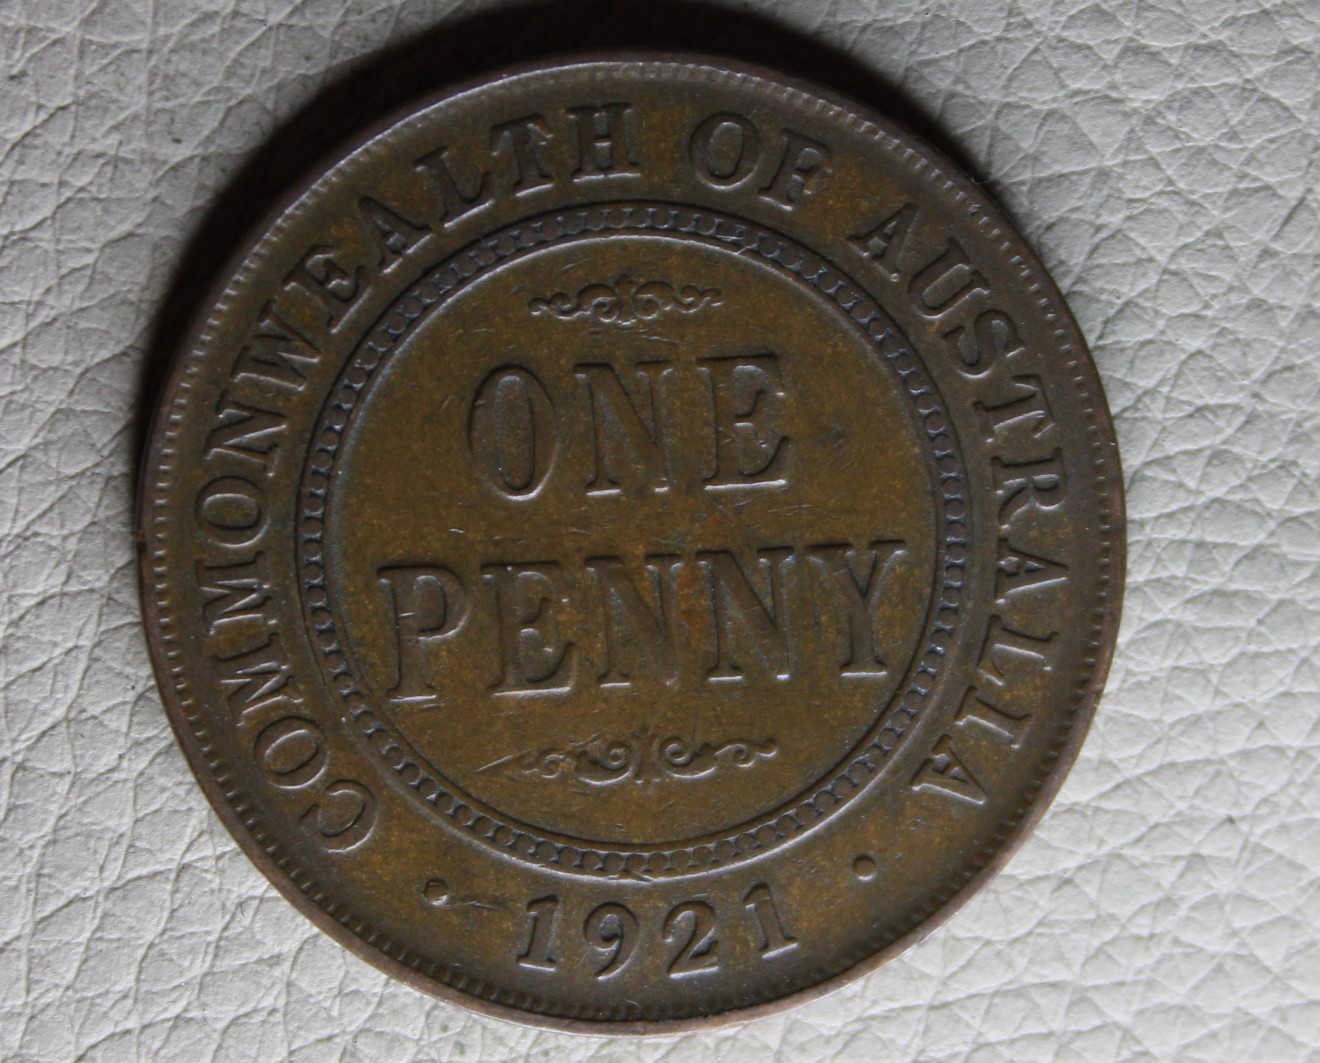 COMMONWEALTH OF AUSTRALIA
ONE
PENNY
· 1921 ·